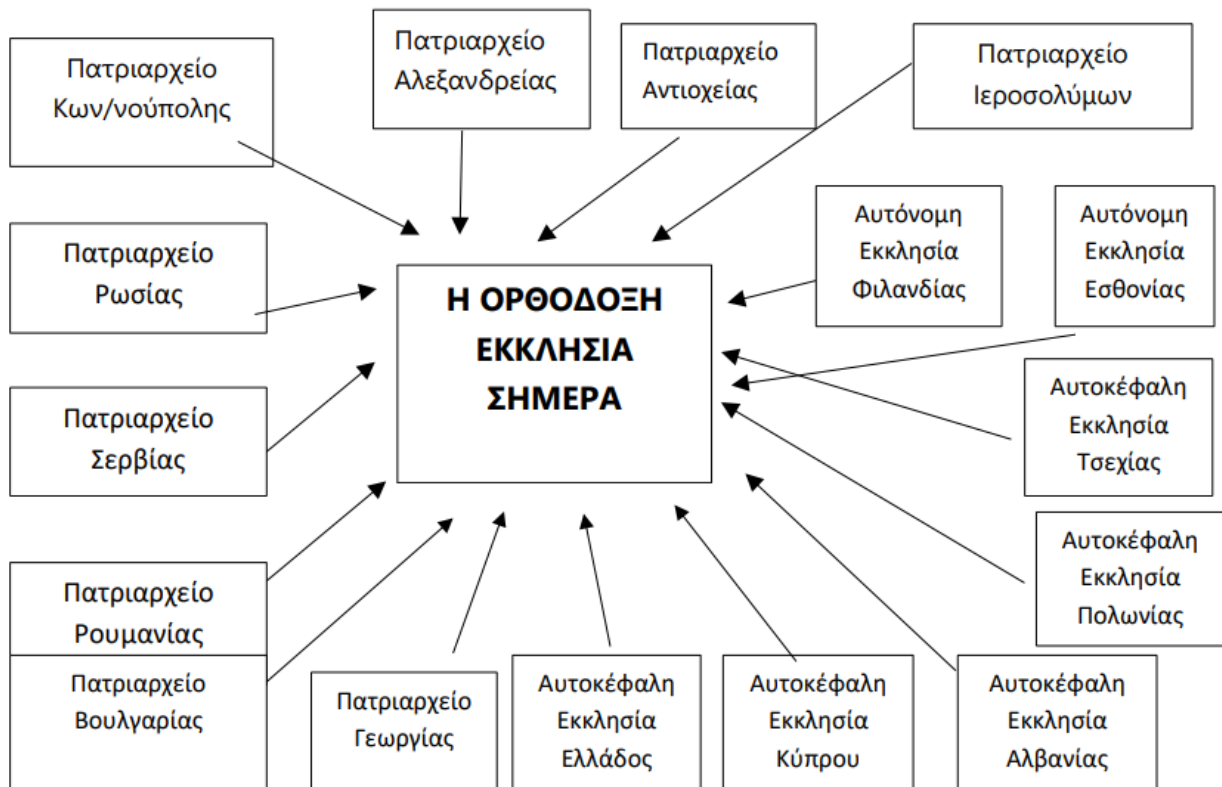 Πατριαρχείο
Κων/νούπολης
Πατριαρχείο
Αλεξανδρείας
Πατριαρχείο
Αντιοχείας
Πατριαρχείο
Ιεροσολύμων
Πατριαρχείο
Ρωσίας
Αυτόνομη
Εκκλησία
Φιλανδίας
Αυτόνομη
Εκκλησία
Εσθονίας
Η ΟΡΘΟΔΟΞΗ
ΕΚΚΛΗΣΙΑ
ΣΗΜΕΡΑ
Πατριαρχείο
Σερβίας
Αυτοκέφαλη
Εκκλησία
Τσεχίας
Αυτοκέφαλη
Εκκλησία
Πολωνίας
Πατριαρχείο
Ρουμανίας
Πατριαρχείο
Βουλγαρίας
Πατριαρχείο
Γεωργίας
Αυτοκέφαλη
Εκκλησία
Ελλάδος
Αυτοκέφαλη
Εκκλησία
Κύπρου
Αυτοκέφαλη
Εκκλησία
Αλβανίας